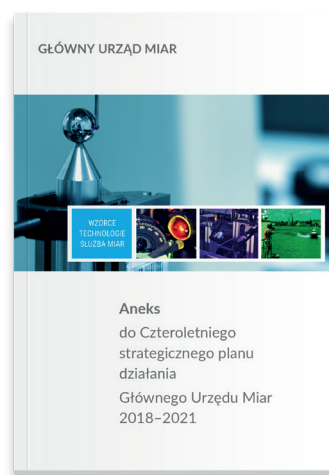 GŁÓWNY URZĄD MIAR
WZORCE
TECHNOLOGIE
SŁUŻBA MIAR
Aneks
do Czteroletniego
strategicznego planu
działania
Głównego Urzędu Miar
2018–2021